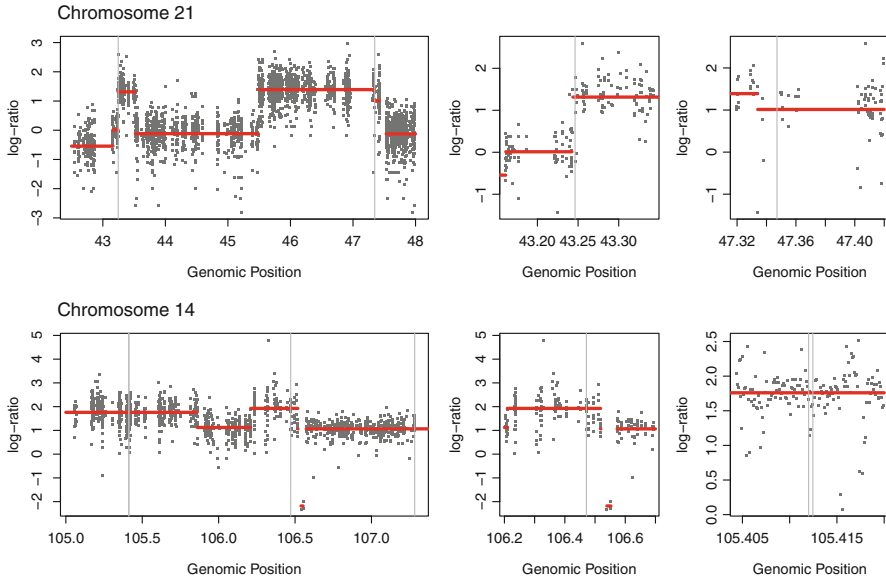 Chromosome 21
3
2
1
0
−1
−2
−3
log−ratio
43 44 45 46 47 48
Genomic Position
2
1
0
−1
log−ratio
43.20 43.25 43.30
Genomic Position
2
1
0
−1
log−ratio
47.32 47.36 47.40
Genomic Position
Chromosome 14
5
4
3
2
1
0
−1
−2
log−ratio
105.0 105.5 106.0 106.5 107.0
Genomic Position
5
4
3
2
1
0
−1
−2
log−ratio
106.2 106.4 106.6
Genomic Position
2.5
2.0
1.5
1.0
0.5
0.0
log−ratio
105.405 105.415
Genomic Position